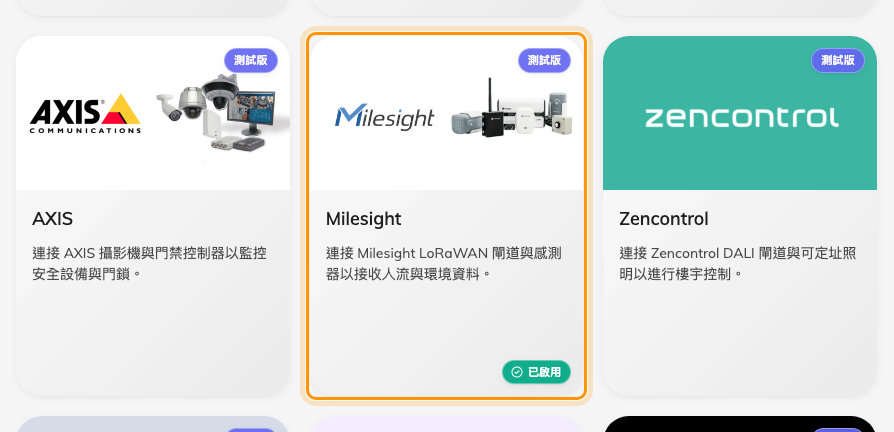 測試版
AXIS
COMMUNICATIONS
AXIS
連接 AXIS 攝影機與門禁控制器以監控
安全設備與門鎖。
測試版
Milesight
Milesight
連接 Milesight LoRaWAN 閘道與感測
器以接收人流與環境資料。
已啟用
測試版
zencontrol
Zencontrol
連接 Zencontrol DALI 閘道與可定址照
明以進行樓宇控制。